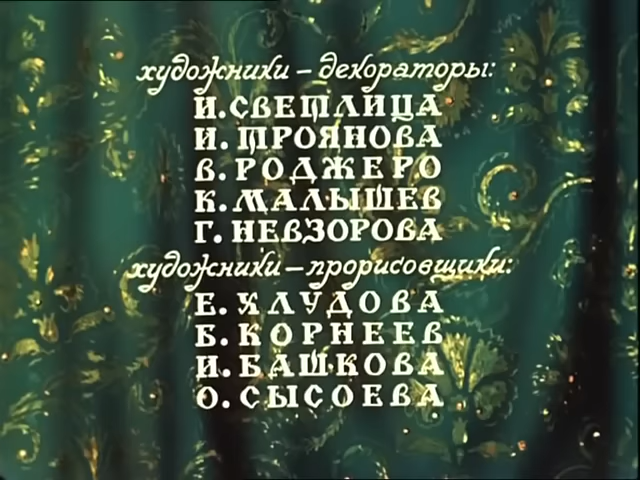 художники – декораторы:
И. СВЕТЛИЦА
И. ТРОЯНОВА
В. РОДЖЕРО
К. МАЛЫШЕВ
Г. НЕВЗОРОВА
художники – прорисовщики:
Е. ХЛУДОВА
Б. КОРНЕЕВ
И. БАШКОВА
О. СЫСОЕВА